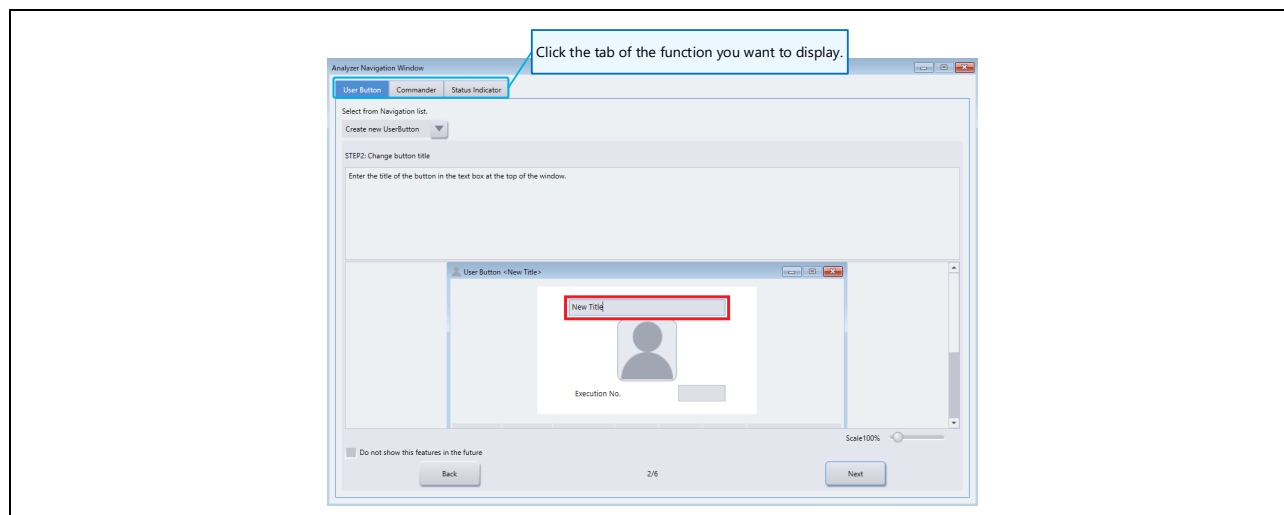 Click the tab of the function you want to display.
Analyzer Navigation Window
User Button Commander Status Indicator
Select from Navigation list.
Create new UserButton
STEP2: Change button title
Enter the title of the button in the text box at the top of the window.
User Button <New Title>
New Title
Execution No.
Scale100%
Do not show this features in the future
Back 2/6 Next